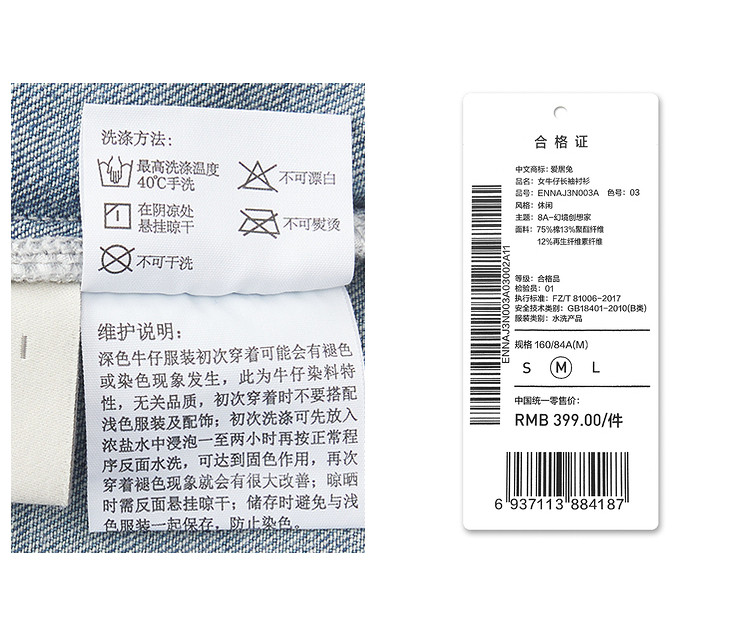 洗涤方法:
最高洗涤温度
40℃手洗
不可漂白
在阴凉处
悬挂晾干
不可熨烫
不可干洗
维护说明:
深色牛仔服装初次穿着可能会有褪色
或染色现象发生，此为牛仔染料特
性，无关品质，初次穿着时不要搭配
浅色服装及配饰；初次洗涤可先放入
浓盐水中浸泡一至两小时再按正常程
序反面水洗，可达到固色作用，再次
穿着褪色现象就会有很大改善；晾晒
时需反面悬挂晾干；储存时避免与浅
色服装一起保存，防止染色。
合格证
中文商标：爱居兔
品名：女牛仔长袖衬衫
品号：ENNAJ3N003A 色号：03
风格：休闲
主题：8A-幻境创想家
面料：75%棉13%聚酯纤维
12%再生纤维素纤维
ENNAJ3N003A03002A11
等级：合格品
检验员：01
执行标准：FZ/T 81006-2017
安全技术类别：GB18401-2010(B类)
服装类别：水洗产品
规格 160/84A(M)
S M L
中国统一零售价：
RMB 399.00/件
6 937113 884187